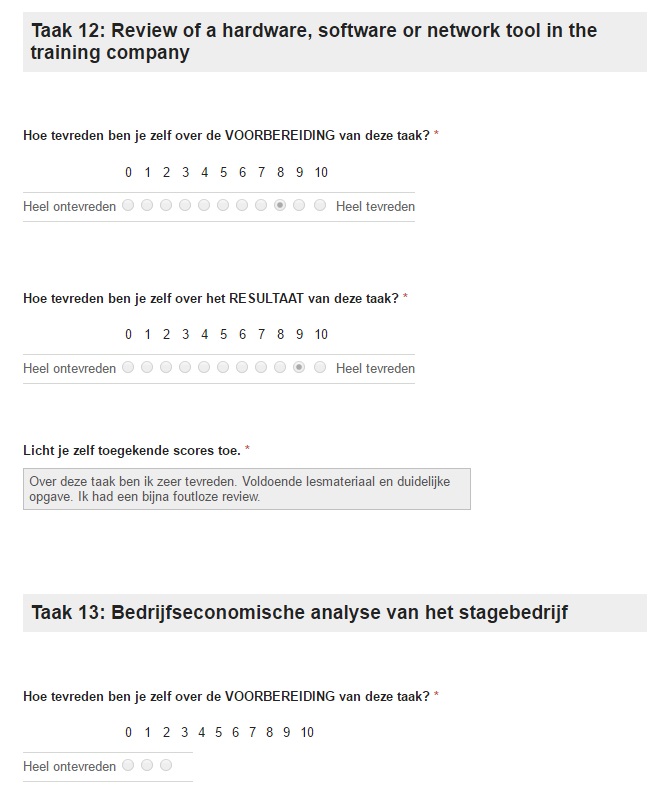 Taak 12: Review of a hardware, software or network tool in the
training company
Hoe tevreden ben je zelf over de VOORBEREIDING van deze taak? *
0 1 2 3 4 5 6 7 8 9 10
Heel ontevreden Heel tevreden
Hoe tevreden ben je zelf over het RESULTAAT van deze taak? *
0 1 2 3 4 5 6 7 8 9 10
Heel ontevreden Heel tevreden
Licht je zelf toegekende scores toe. *
Over deze taak ben ik zeer tevreden. Voldoende lesmateriaal en duidelijke
opgave. Ik had een bijna foutloze review.
Taak 13: Bedrijfseconomische analyse van het stagebedrijf
Hoe tevreden ben je zelf over de VOORBEREIDING van deze taak? *
0 1 2 3 4 5 6 7 8 9 10
Heel ontevreden